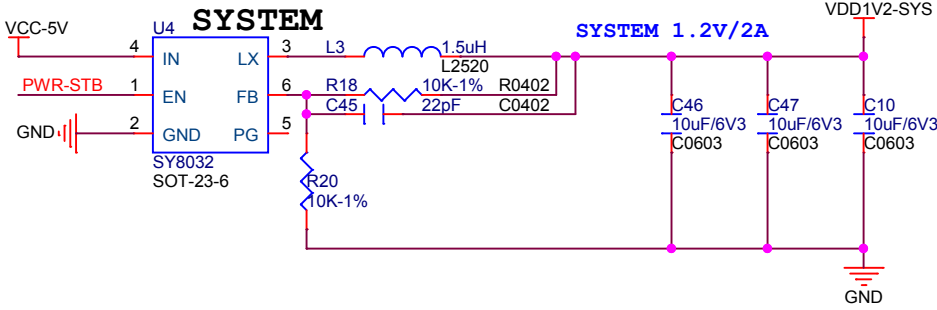 SYSTEM
VCC-5V
U4
SYSTEM 1.2V/2A
VDD1V2-SYS
4
IN
LX
3
L3
1.5uH
L2520
PWR-STB
1
EN
FB
6
R18
10K-1%
R0402
C45
22pF
C0402
GND
2
GND
PG
5
SY8032
SOT-23-6
R20
10K-1%
C46
10uF/6V3
C0603
C47
10uF/6V3
C0603
C10
10uF/6V3
C0603
GND